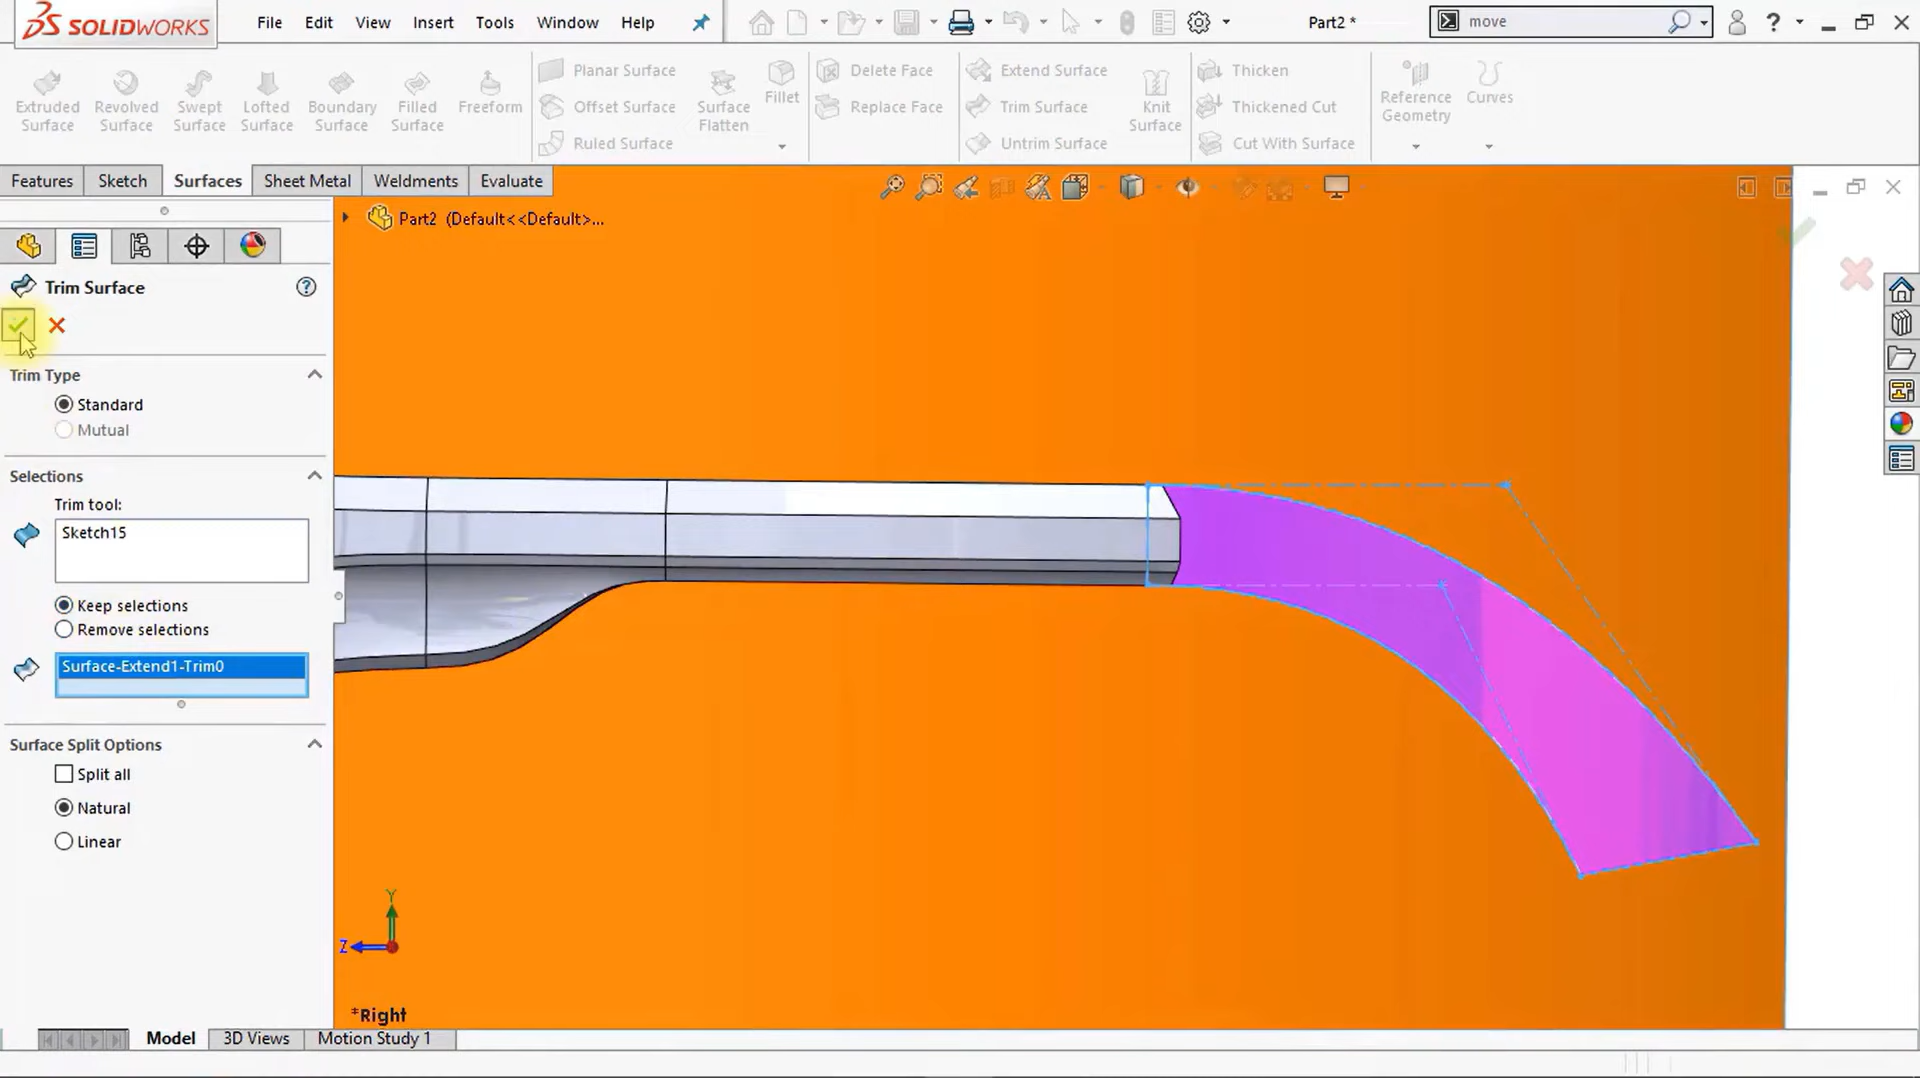 SOLIDWORKS File Edit View Insert Tools Window Help Part2 * move ?
Extruded Surface
Revolved Surface
Swept Surface
Lofted Surface
Boundary Surface
Filled Surface
Freeform
Planar Surface
Offset Surface
Ruled Surface
Surface Flatten
Fillet
Delete Face
Replace Face
Extend Surface
Trim Surface
Untrim Surface
Knit Surface
Thicken
Thickened Cut
Cut With Surface
Reference Geometry
Curves
Features Sketch Surfaces Sheet Metal Weldments Evaluate
Part2 (Default<<Default>...
Trim Surface ?
Trim Type
Standard
Mutual
Selections
Trim tool:
Sketch15
Keep selections
Remove selections
Surface-Extend1-Trim0
Surface Split Options
Split all
Natural
Linear
Y
Z
*Right
Model 3D Views Motion Study 1